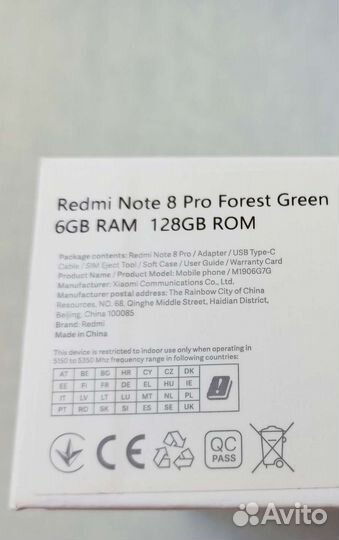 Redmi Note 8 Pro Forest Green
6GB RAM 128GB ROM
Package contents: Redmi Note 8 Pro / Adapter / USB Type-C
Cable / SIM Eject Tool / Soft Case / User Guide / Warranty Card
Product Name / Product Model: Mobile phone / M1906G7G
Manufacturer: Xiaomi Communications Co., Ltd.
Manufacturer postal address: The Rainbow City of China
Resources, NO. 68, Qinghe Middle Street, Haidian District,
Beijing, China 100085
Brand: Redmi
Made in China
This device is restricted to indoor use only when operating in
5150 to 5350 Mhz frequency range in following countries:
AT BE BG HR CY CZ DK
EE FI FR DE EL HU IE
IT LV LT LU MT NL PL
PT RO SK SI ES SE UK
CE QC
PASS
Avito